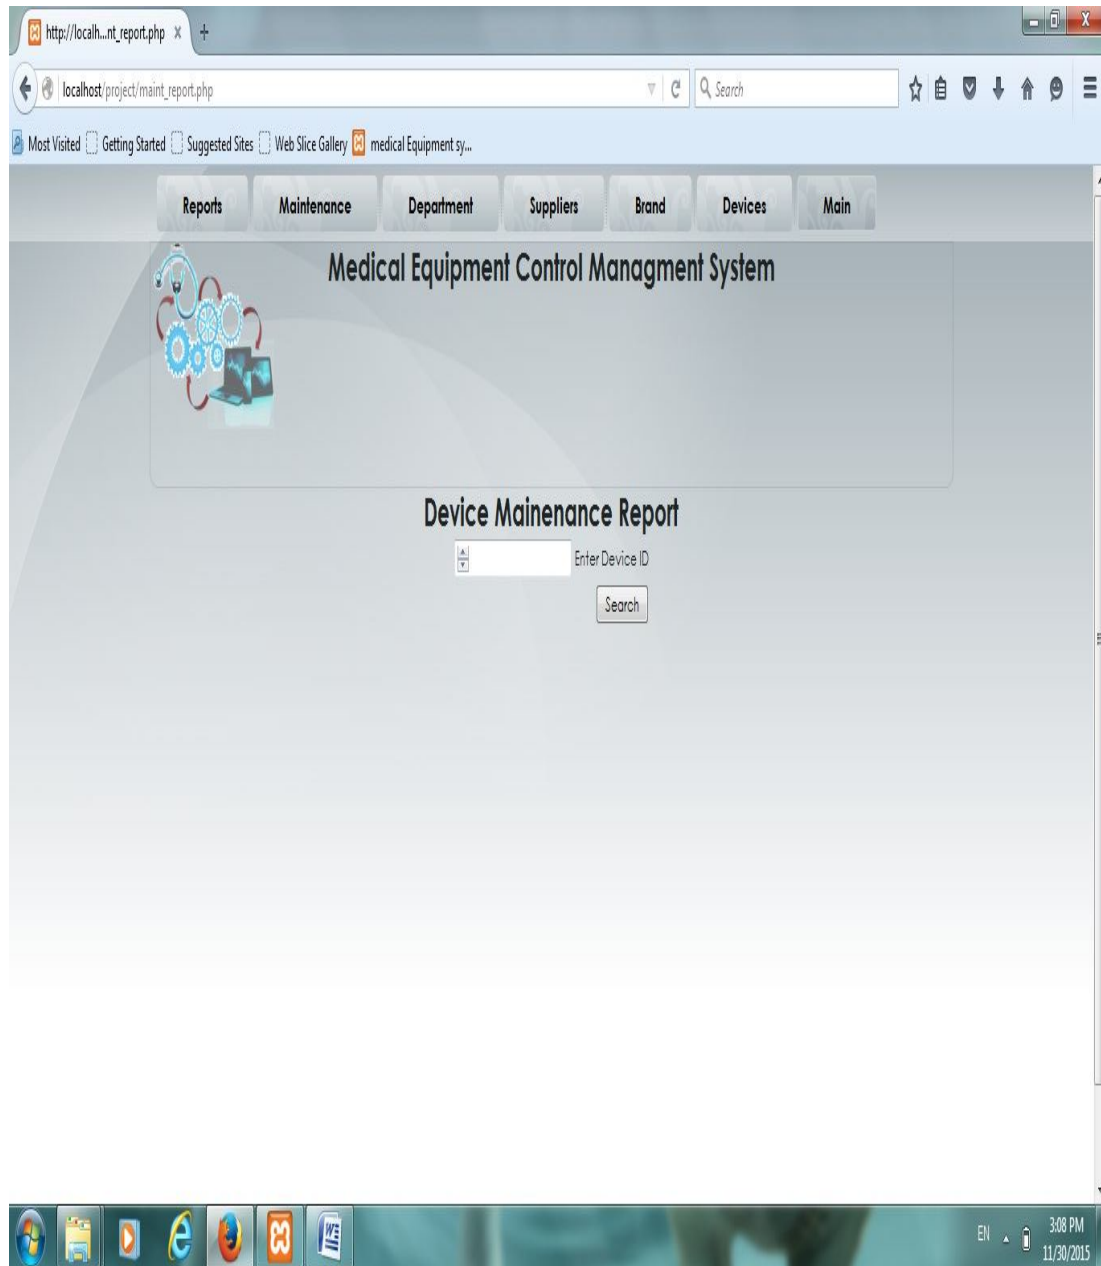 http://localh...nt_report.php
localhost/project/maint_report.php
Search
Most Visited Getting Started Suggested Sites Web Slice Gallery medical Equipment sy...
Reports Maintenance Department Suppliers Brand Devices Main
Medical Equipment Control Managment System
Device Mainenance Report
Enter Device ID
Search
EN
3:08 PM
11/30/2015